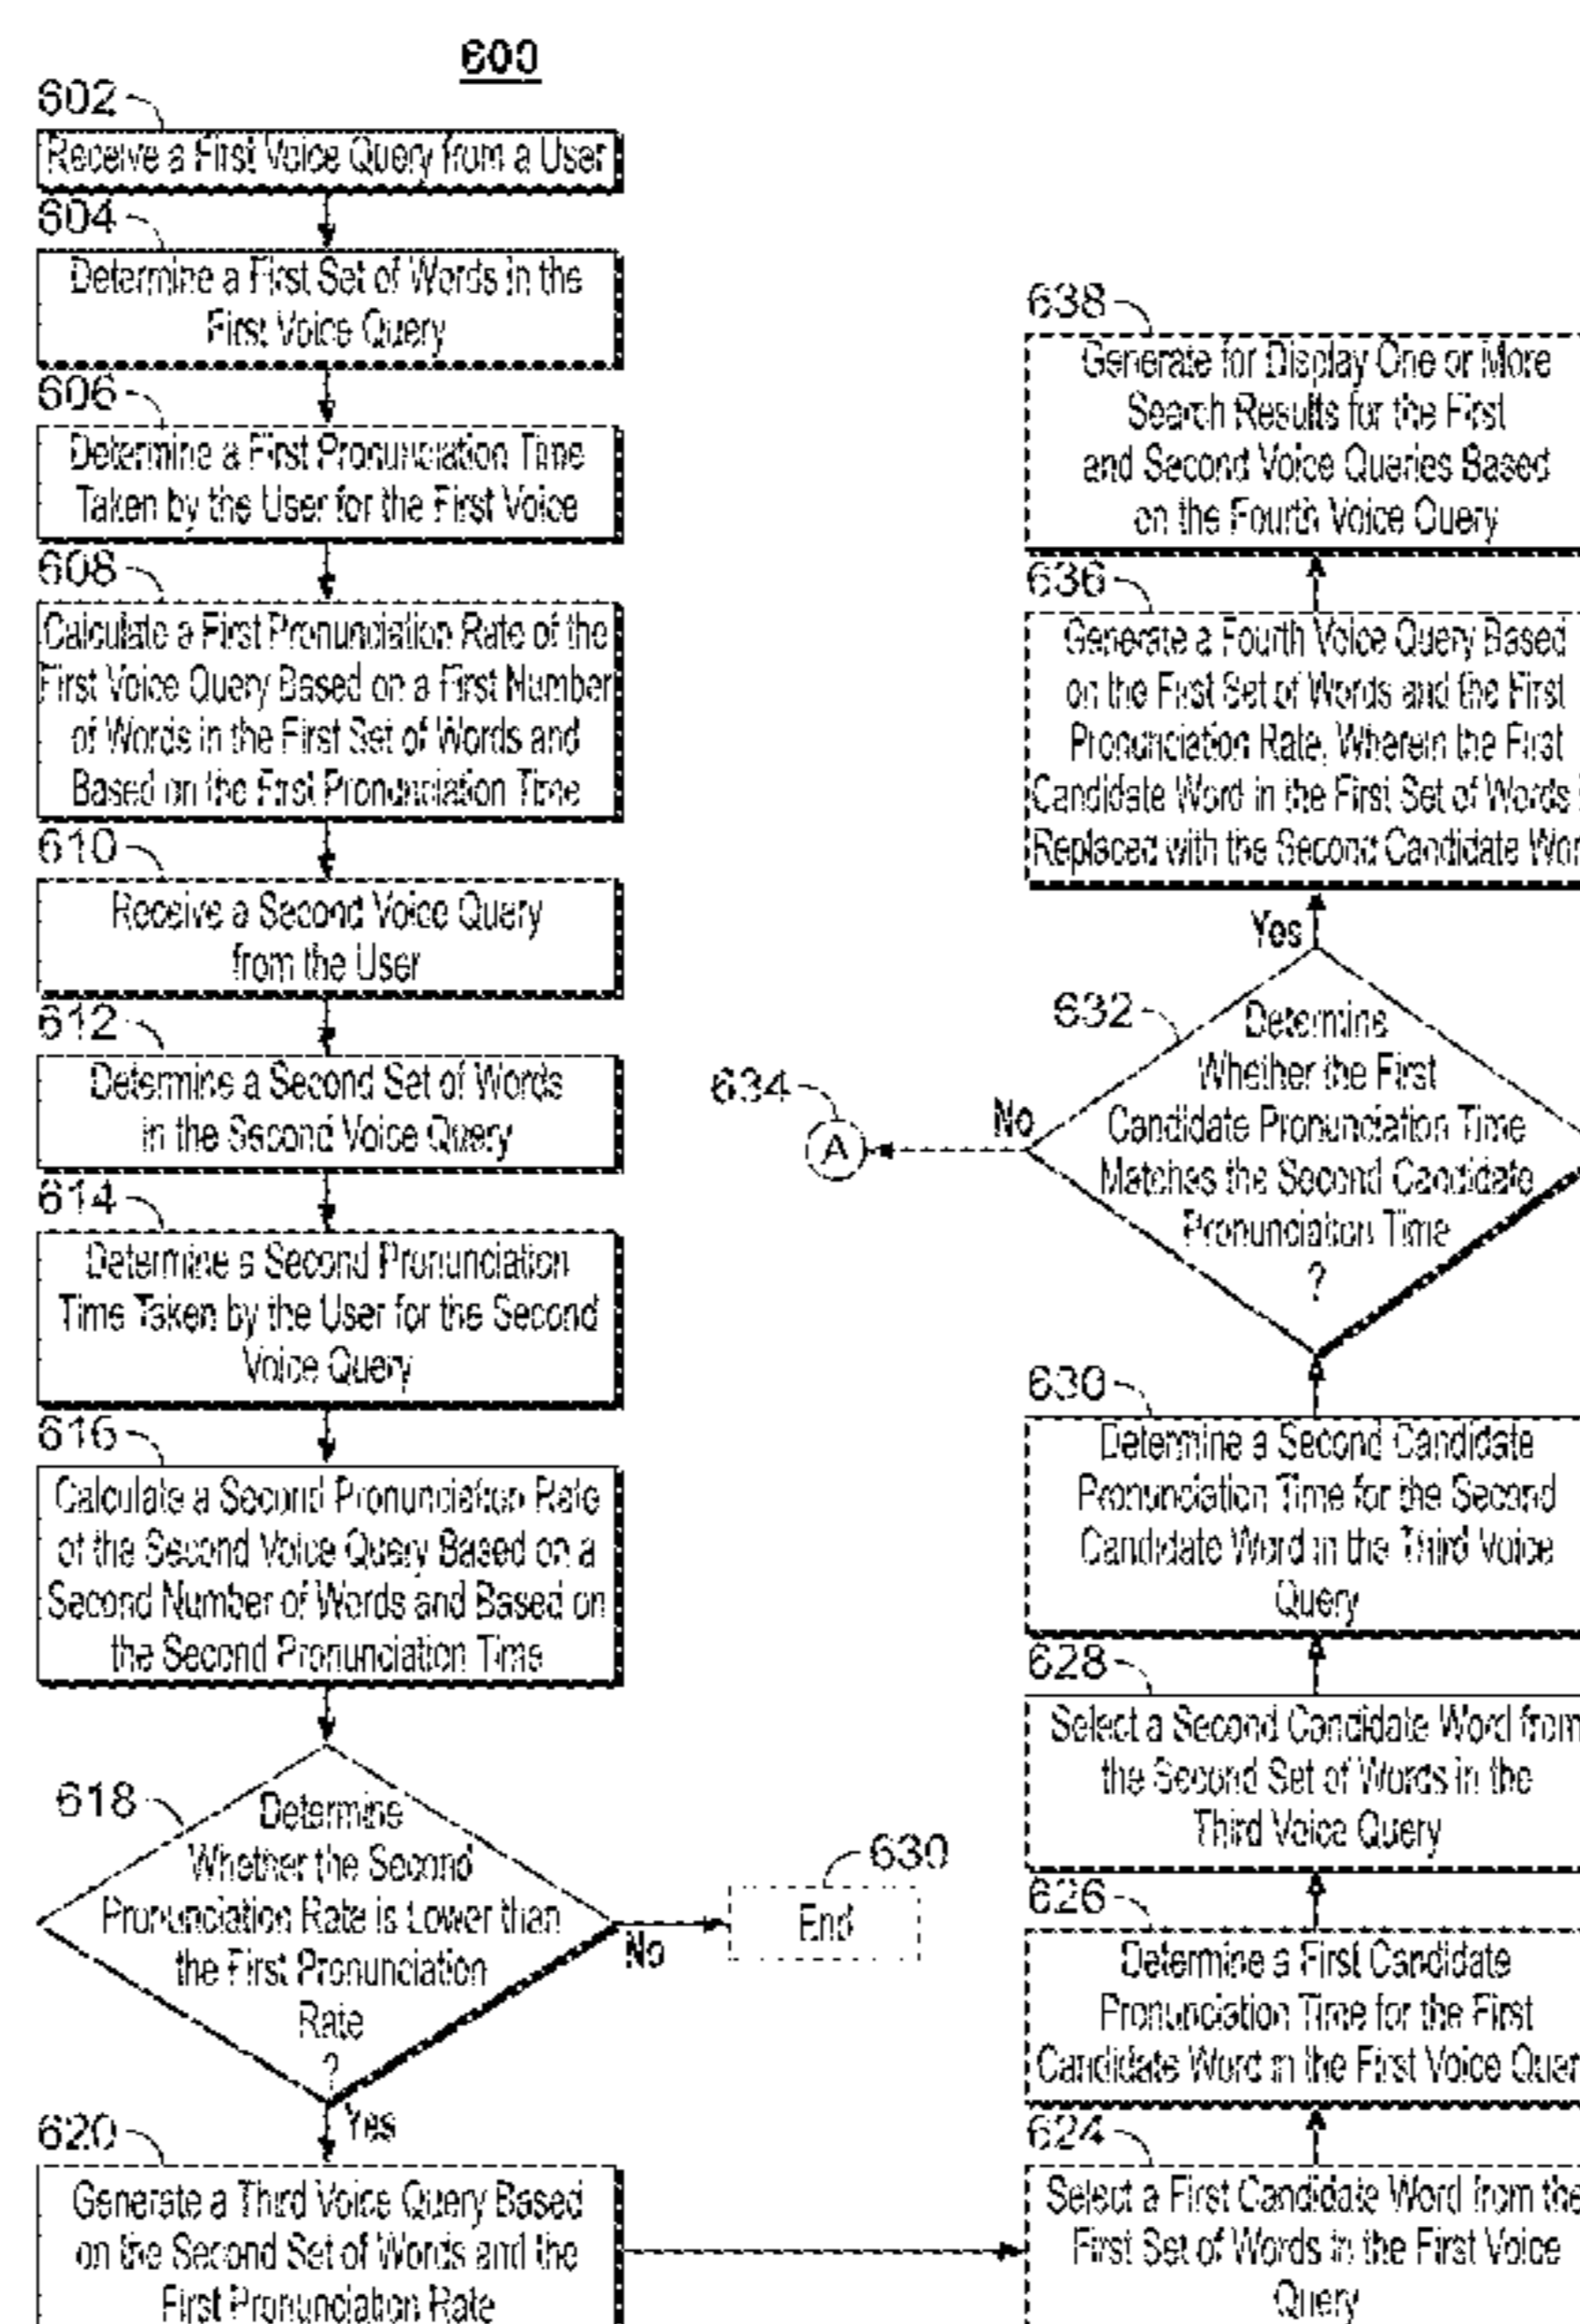 600
602
Receive a First Voice Query from a User
604
Determine a First Set of Words in the
First Voice Query
606
Determine a First Pronunciation Time
Taken by the User for the First Voice
608
Calculate a First Pronunciation Rate of the
First Voice Query Based on a First Number
of Words in the First Set of Words and
Based on the First Pronunciation Time
610
Receive a Second Voice Query
from the User
612
Determine a Second Set of Words
in the Second Voice Query
614
Determine a Second Pronunciation
Time Taken by the User for the Second
Voice Query
616
Calculate a Second Pronunciation Rate
of the Second Voice Query Based on a
Second Number of Words and Based on
the Second Pronunciation Time
618
Determine
Whether the Second
Pronunciation Rate is Lower than
the First Pronunciation
Rate
?
No
630
End
Yes
620
Generate a Third Voice Query Based
on the Second Set of Words and the
First Pronunciation Rate
624
Select a First Candidate Word from the
First Set of Words in the First Voice
Query
626
Determine a First Candidate
Pronunciation Time for the First
Candidate Word in the First Voice
628
Select a Second Candidate Word from
the Second Set of Words in the
Third Voice Query
630
Determine a Second Candidate
Pronunciation Time for the Second
Candidate Word in the Third Voice
Query
632
Determine
Whether the First
Candidate Pronunciation Time
Matches the Second Candidate
Pronunciation Time
?
No
634
A
Yes
636
Generate a Fourth Voice Query Based
on the First Set of Words and the First
Pronunciation Rate, Wherein the First
Candidate Word in the First Set of Words
Replaced with the Second Candidate
638
Generate for Display One or More
Search Results for the First
and Second Voice Queries Based
on the Fourth Voice Query